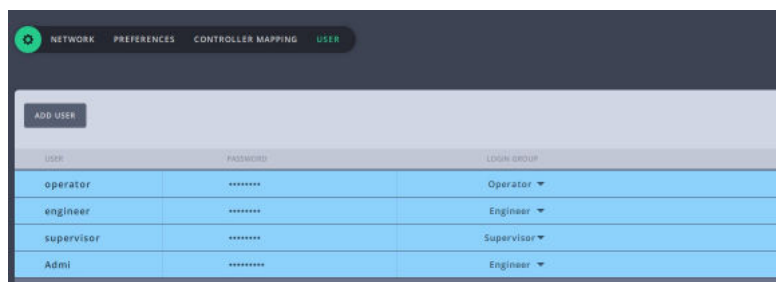 NETWORK PREFERENCES CONTROLLER MAPPING USER
ADD USER
USER PASSWORD LOGIN GROUP
operator •••••••• Operator
engineer •••••••• Engineer
supervisor •••••••• Supervisor
Admi ••••••••• Engineer